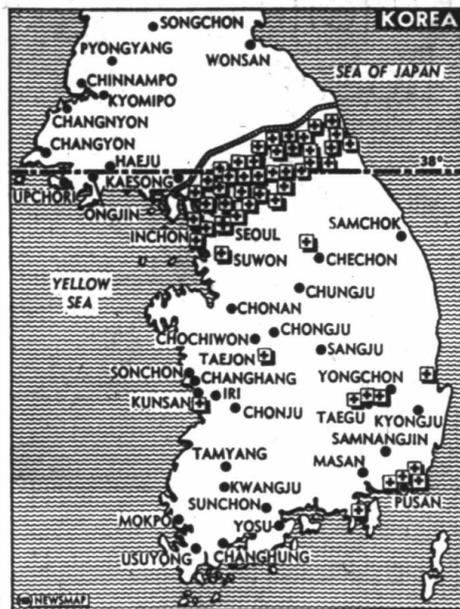 KOREA
SONGCHON
PYONGYANG
WONSAN
SEA OF JAPAN
CHINNAMPO
KYOMIPO
CHANGNYON
CHANGYON
HAEJU
38°
UPCHORI
KAESONG
ONGJIN
INCHON
SEOUL
SAMCHOK
SUWON
CHECHON
YELLOW
SEA
CHUNGJU
CHONAN
CHOCHIWON
CHONGJU
TAEJON
SANGJU
SONCHON
CHANGHANG
YONGCHON
KUNSAN
IRI
CHONJU
TAEGU
KYONGJU
SAMNANGJIN
TAMYANG
MASAN
KWANGJU
SUNCHON
PUSAN
MOKPO
YOSU
USUYONG
CHANGHUNG
NEWSMAP